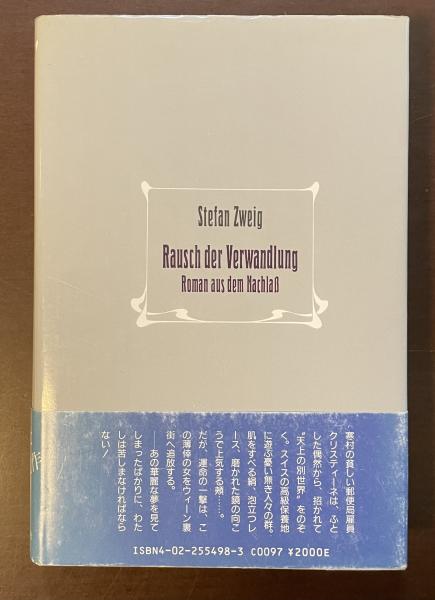 Stefan Zweig
Rausch der Verwandlung
Roman aus dem Nachlaß
寒村の貧しい郵便局雇員
クリスティーネは、ふと
した偶然から、招かれて
“天上の別世界”をのぞ
く。スイスの高級保養地
に遊ぶ憂い無き人々の群。
肌をすべる絹、泡立つレ
ース、磨かれた鏡の向こ
うで上気する頬……。
だが、運命の一撃は、こ
の薄倖の女をウィーン裏
街へ追放する。
──あの華麗な夢を見て
しまったばかりに、わた
しは苦しまなければなら
ない！
作
ISBN4-02-255498-3 C0097 ¥2000E